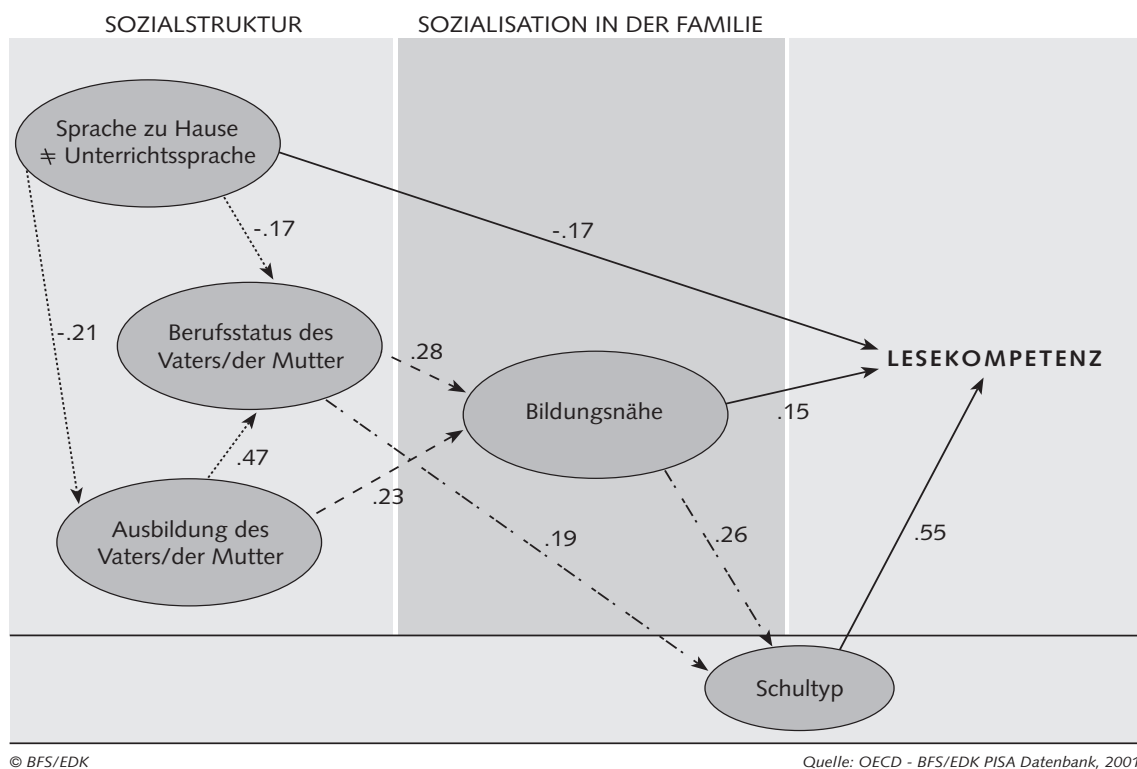 SOZIALSTRUKTUR
SOZIALISATION IN DER FAMILIE
Sprache zu Hause
≠ Unterrichtssprache
-.17
-.17
-.21
Berufsstatus des
Vaters/der Mutter
.28
LESEKOMPETENZ
Bildungsnähe
.15
.47
.23
Ausbildung des
Vaters/der Mutter
.19
.26
.55
Schultyp
© BFS/EDK
Quelle: OECD - BFS/EDK PISA Datenbank, 2001